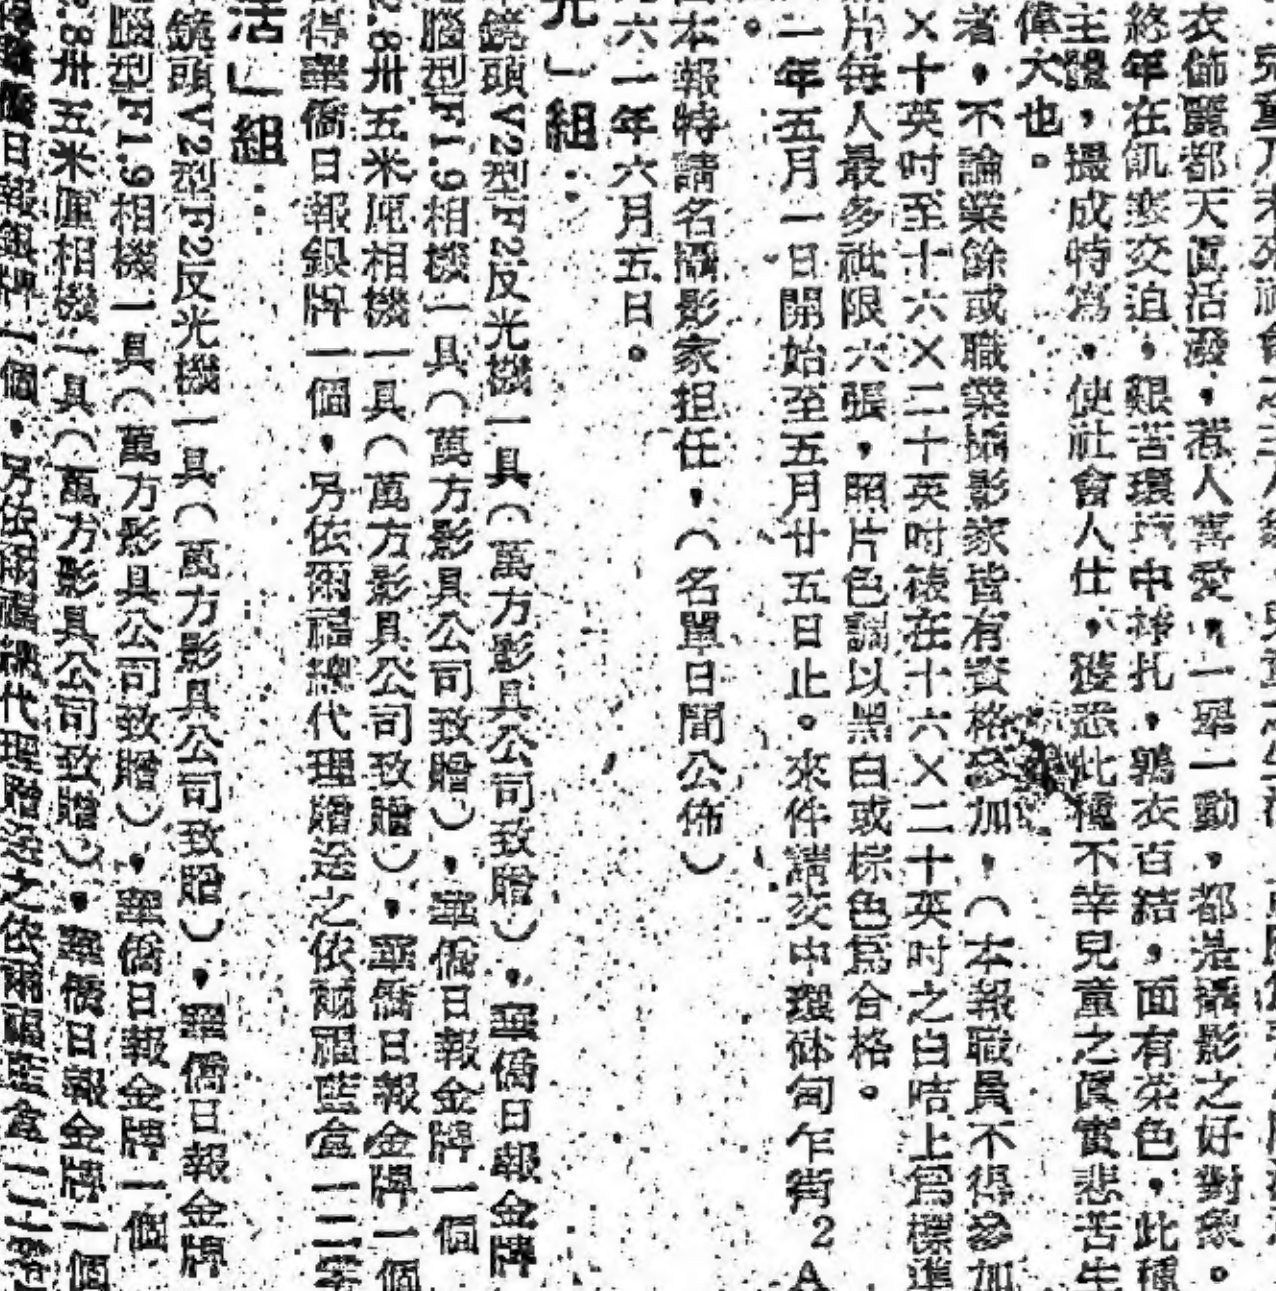 衣飾麗都天眞活潑，惹人喜愛，一舉一動，都是攝影之好對象。
終年在飢寒交迫，艱苦環境中掙扎，鶉衣百結，面有菜色，此種
主體，攝成特寫，使社會人仕，獲悉此種不幸兒童之眞實悲苦生
偉大也。
者，不論業餘或職業攝影家皆有資格參加，（本報職員不得參加
×十英吋至十六×二十英吋裱在十六×二十英吋之白咭上爲標準
片每人最多祗限六張，照片色調以黑白或棕色爲合格。
二年五月一日開始至五月廿五日止。來件請交中環砵甸乍街2A
。
本報特請名攝影家担任，（名單日間公佈）
六一年六月五日。
光」組：
鏡頭V2型F2反光機一具（萬方影具公司致贈），華僑日報金牌
腦型F1.9相機一具（萬方影具公司致贈），華僑日報金牌一個
2.8卅五米厘相機一具（萬方影具公司致贈），華僑日報金牌一個
得華僑日報銀牌一個，另依爾福總代理贈送之依爾福藍盒一二
活」組：
鏡頭V2型F2反光機一具（萬方影具公司致贈），華僑日報金牌
腦型F1.9相機一具（萬方影具公司致贈），華僑日報金牌一個
2.8卅五米厘相機一具（萬方影具公司致贈），華僑日報金牌一個
華僑日報銀牌一個，另依爾福總代理贈送之依爾福藍盒一二